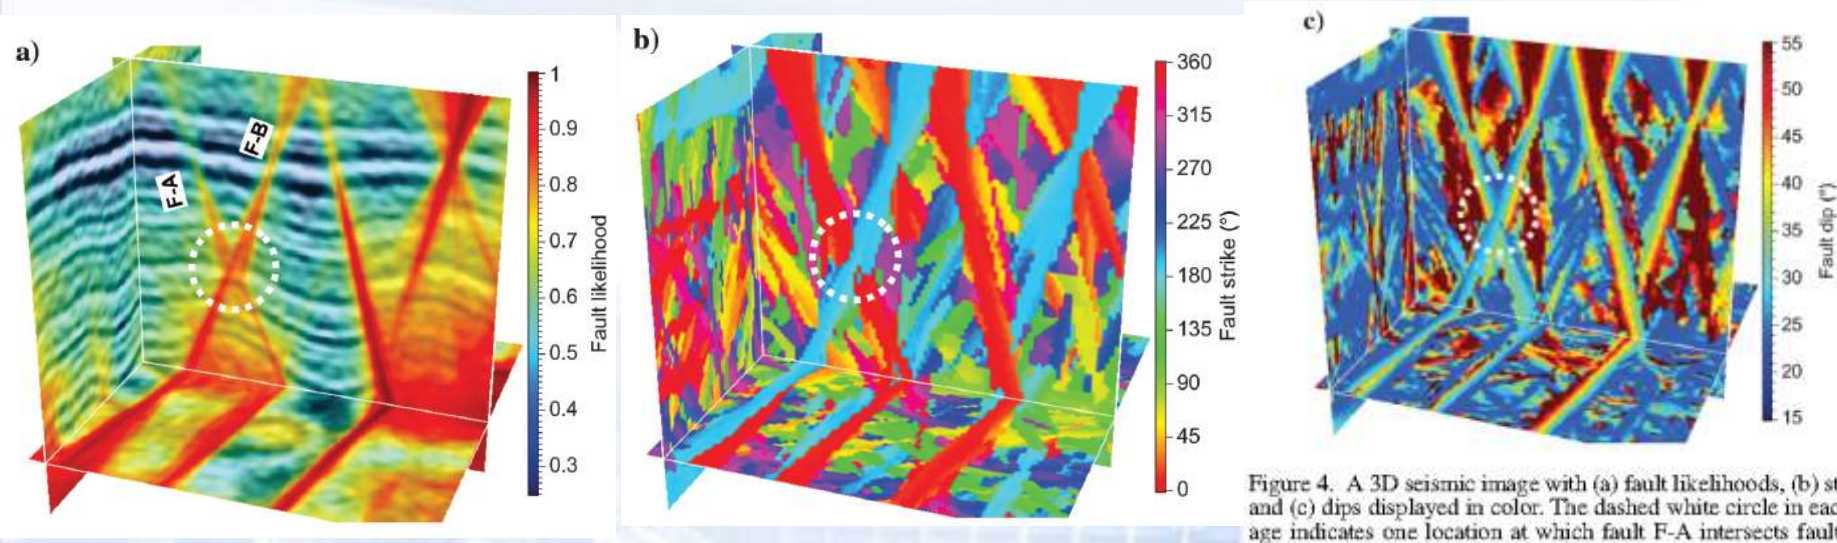 a)
F-A
F-B
1
0.9
0.8
0.7
0.6
0.5
0.4
0.3
Fault likelihood
b)
360
315
270
225
180
135
90
45
0
Fault strike (°)
c)
55
50
45
40
35
30
25
20
15
Fault dip (°)
Figure 4. A 3D seismic image with (a) fault likelihoods, (b) st
and (c) dips displayed in color. The dashed white circle in eac
age indicates one location at which fault F-A intersects faul